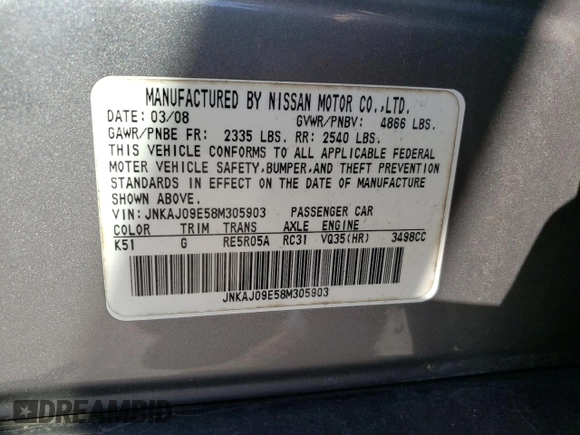 MANUFACTURED BY NISSAN MOTOR CO.,LTD.
DATE: 03/08 GVWR/PNBV: 4866 LBS.
GAWR/PNBE FR: 2335 LBS. RR: 2540 LBS.
THIS VEHICLE CONFORMS TO ALL APPLICABLE FEDERAL
MOTOR VEHICLE SAFETY,BUMPER,AND THEFT PREVENTION
STANDARDS IN EFFECT ON THE DATE OF MANUFACTURE
SHOWN ABOVE.
VIN:JNKAJ09E58M305903 PASSENGER CAR
COLOR TRIM TRANS AXLE ENGINE
K51 G RE5R05A RC31 VQ35(HR) 3498CC
JNKAJ09E58M305903
DREAMBID